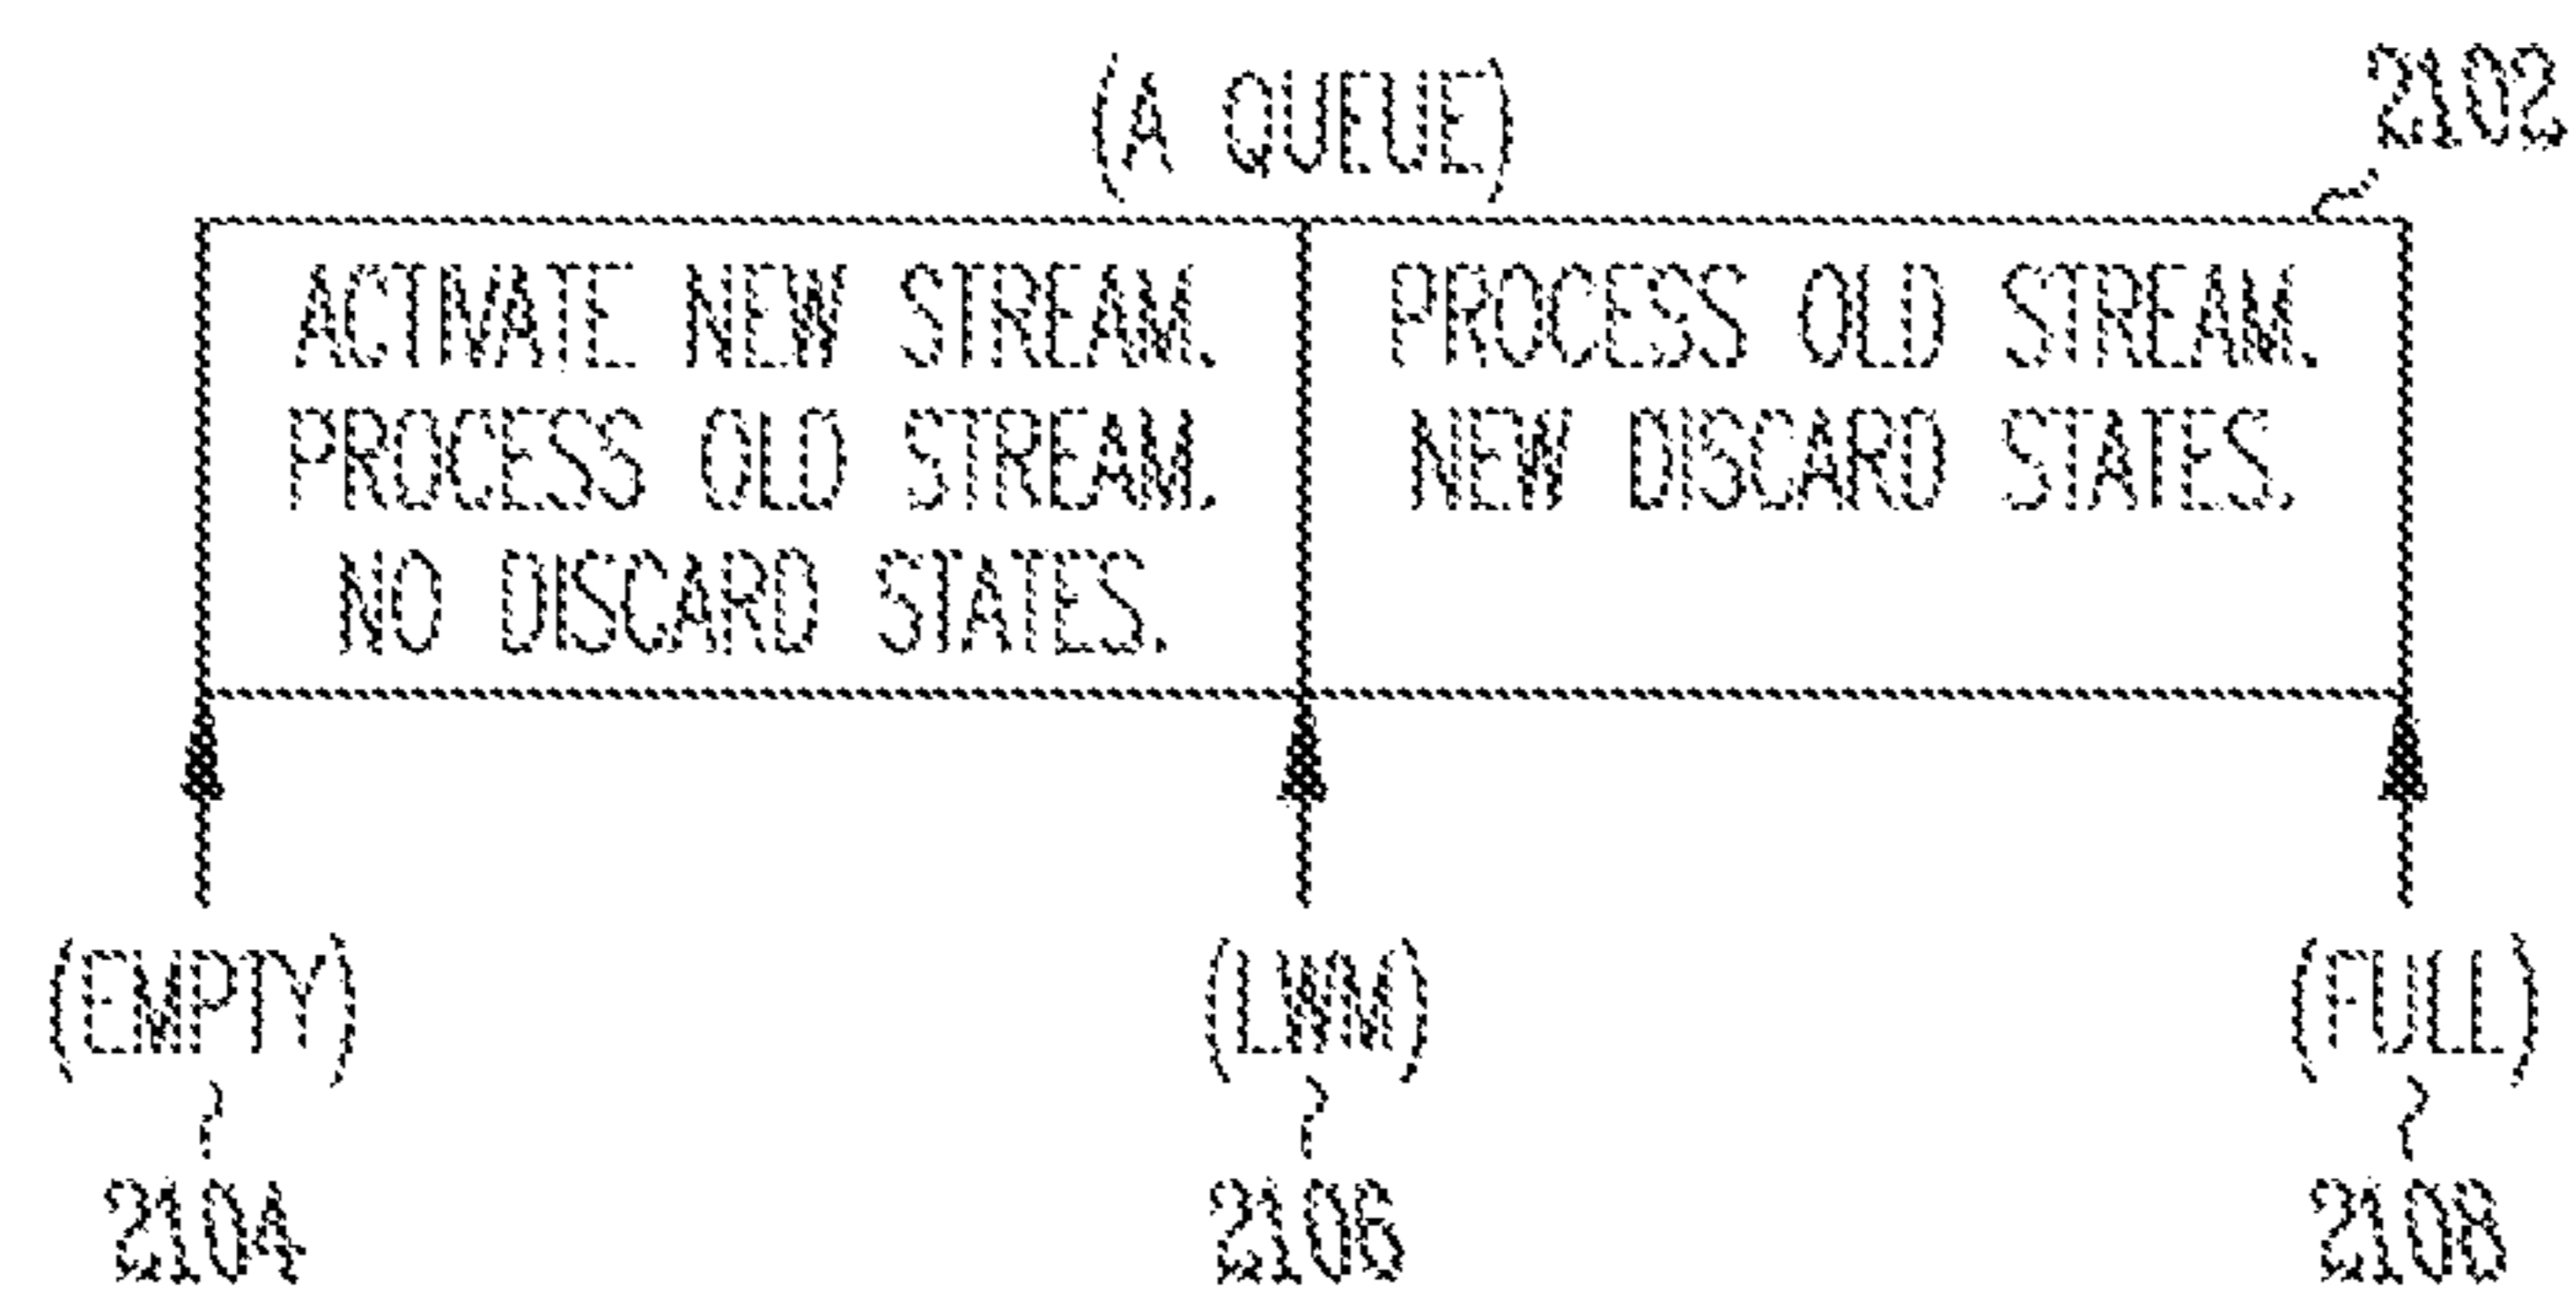 (A QUEUE)
2102
ACTIVATE NEW STREAM.
PROCESS OLD STREAM.
NO DISCARD STATES.
PROCESS OLD STREAM.
NEW DISCARD STATES.
(EMPTY)
(LWM)
(FULL)
2104
2106
2108